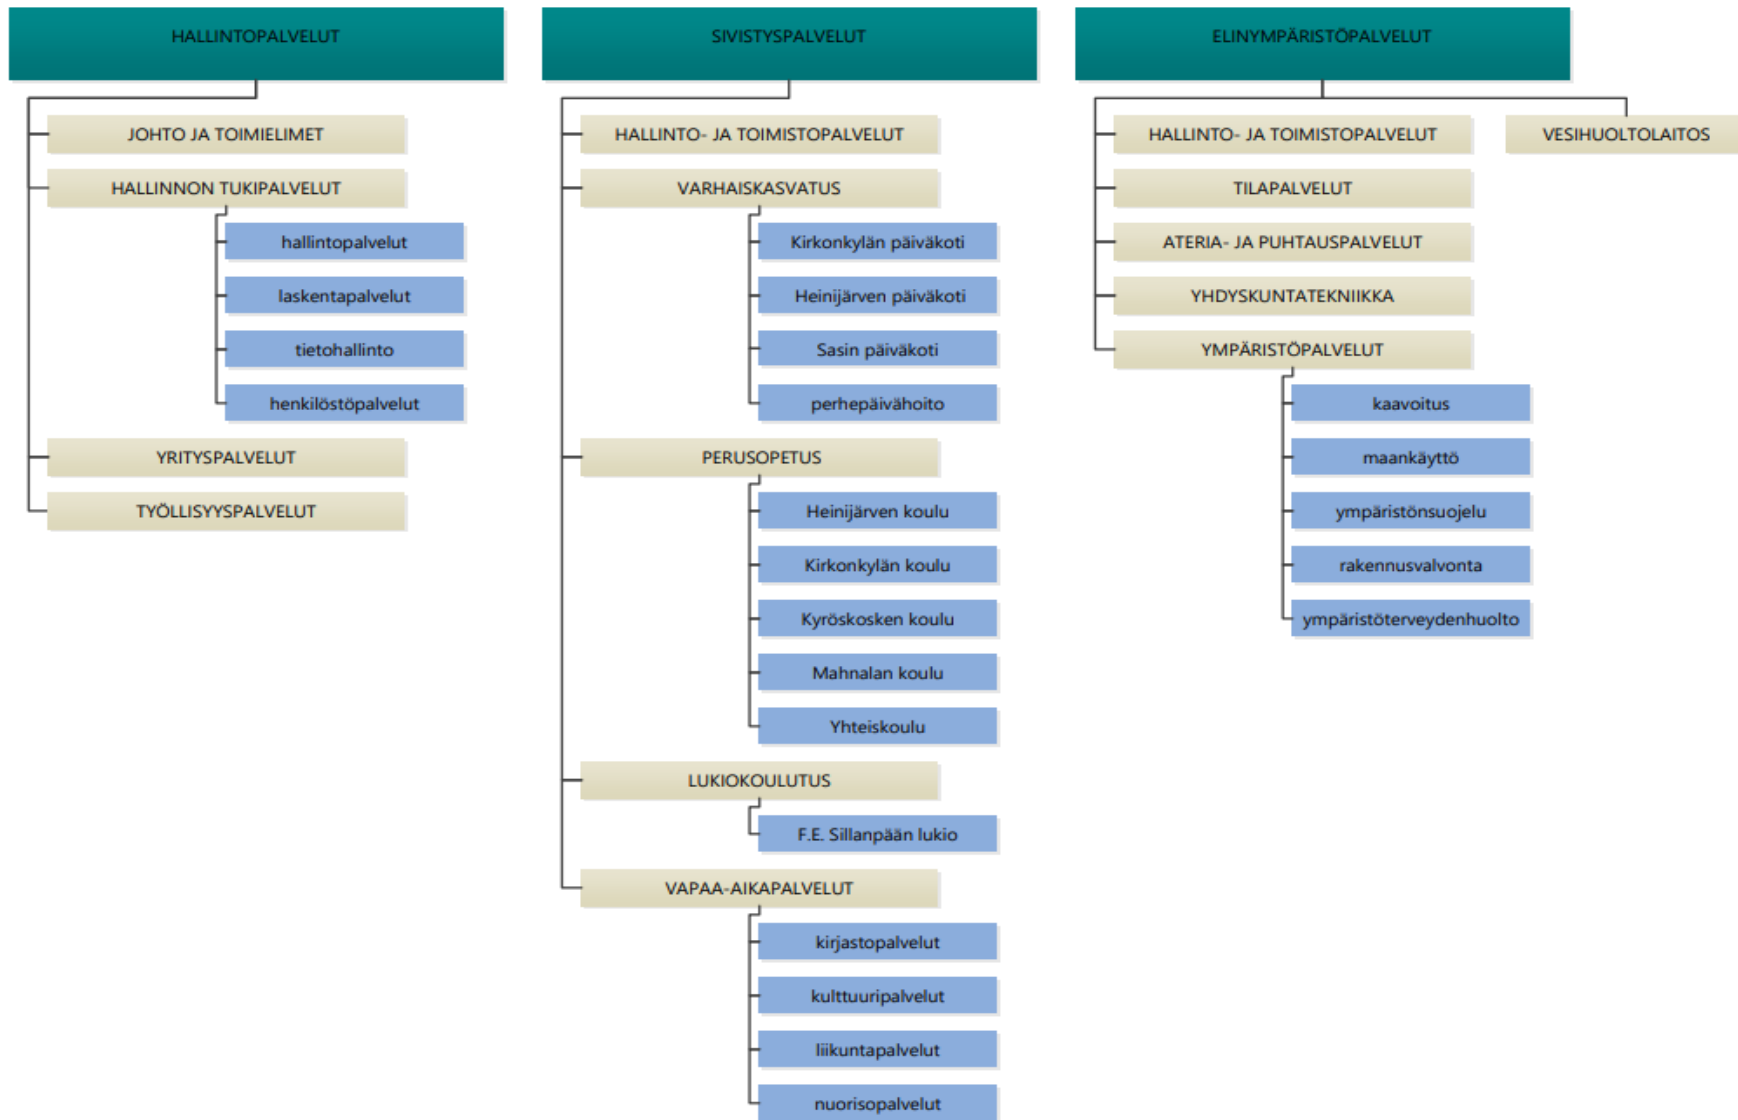 HALLINTOPALVELUT
JOHTO JA TOIMIELIMET
HALLINNON TUKIPALVELUT
hallintopalvelut
laskentapalvelut
tietohallinto
henkilöstöpalvelut
YRITYSPALVELUT
TYÖLLISYYSPALVELUT
SIVISTYSPALVELUT
HALLINTO- JA TOIMISTOPALVELUT
VARHAISKASVATUS
Kirkonkylän päiväkoti
Heinijärven päiväkoti
Sasin päiväkoti
perhepäivähoito
PERUSOPETUS
Heinijärven koulu
Kirkonkylän koulu
Kyröskosken koulu
Mahnalan koulu
Yhteiskoulu
LUKIOKOULUTUS
F.E. Sillanpään lukio
VAPAA-AIKAPALVELUT
kirjastopalvelut
kulttuuripalvelut
liikuntapalvelut
nuorisopalvelut
ELINYMPÄRISTÖPALVELUT
HALLINTO- JA TOIMISTOPALVELUT
TILAPALVELUT
ATERIA- JA PUHTAUSPALVELUT
YHDYSKUNTATEKNIIKKA
YMPÄRISTÖPALVELUT
kaavoitus
maankäyttö
ympäristönsuojelu
rakennusvalvonta
ympäristöterveydenhuolto
VESIHUOLTOLAITOS